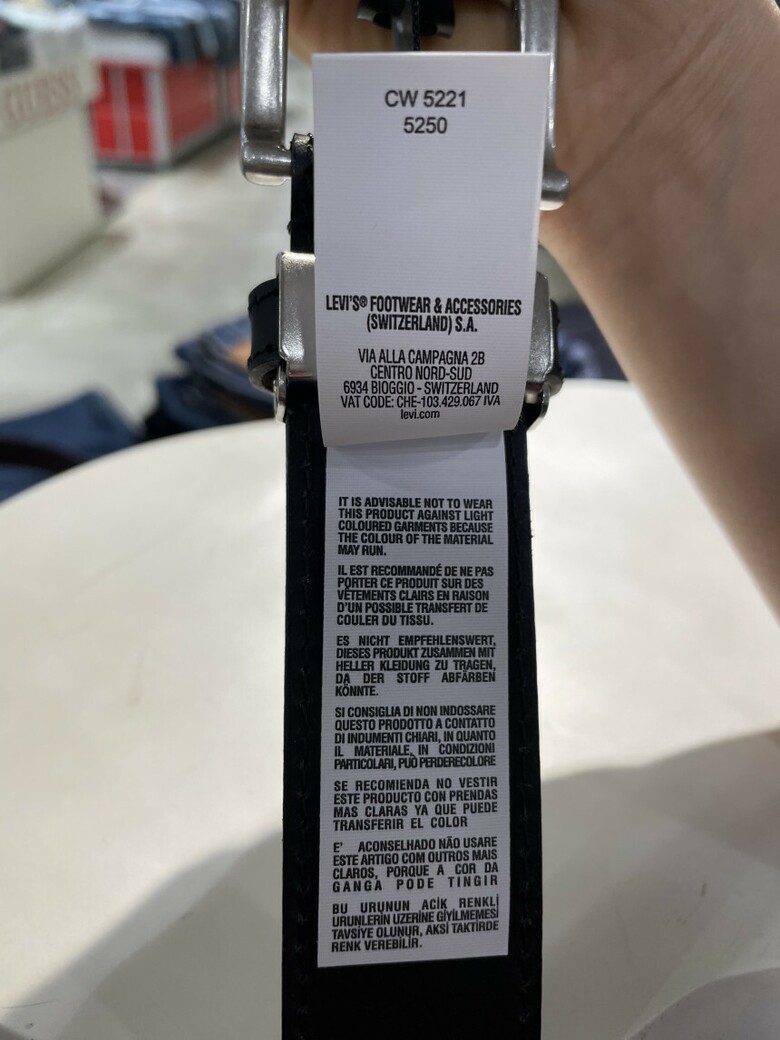 GUESS
CW 5221
5250
LEVI'S® FOOTWEAR & ACCESSORIES
(SWITZERLAND) S.A.
VIA ALLA CAMPAGNA 2B
CENTRO NORD-SUD
6934 BIOGGIO - SWITZERLAND
VAT CODE: CHE-103.429.067 IVA
levi.com
IT IS ADVISABLE NOT TO WEAR
THIS PRODUCT AGAINST LIGHT
COLOURED GARMENTS BECAUSE
THE COLOUR OF THE MATERIAL
MAY RUN.
IL EST RECOMMANDÉ DE NE PAS
PORTER CE PRODUIT SUR DES
VÊTEMENTS CLAIRS EN RAISON
D'UN POSSIBLE TRANSFERT DE
COULER DU TISSU.
ES NICHT EMPFEHLENSWERT,
DIESES PRODUKT ZUSAMMEN MIT
HELLER KLEIDUNG ZU TRAGEN,
DA DER STOFF ABFÄRBEN
KÖNNTE.
SI CONSIGLIA DI NON INDOSSARE
QUESTO PRODOTTO A CONTATTO
DI INDUMENTI CHIARI, IN QUANTO
IL MATERIALE, IN CONDIZIONI
PARTICOLARI, PUÒ PERDERECOLORE
SE RECOMIENDA NO VESTIR
ESTE PRODUCTO CON PRENDAS
MAS CLARAS YA QUE PUEDE
TRANSFERIR EL COLOR
E' ACONSELHADO NÃO USARE
ESTE ARTIGO COM OUTROS MAIS
CLAROS, PORQUE A COR DA
GANGA PODE TINGIR
BU URUNUN ACIK RENKLİ
URUNLERIN UZERINE GİYILMEMESİ
TAVSİYE OLUNUR, AKSİ TAKTİRDE
RENK VEREBİLİR.